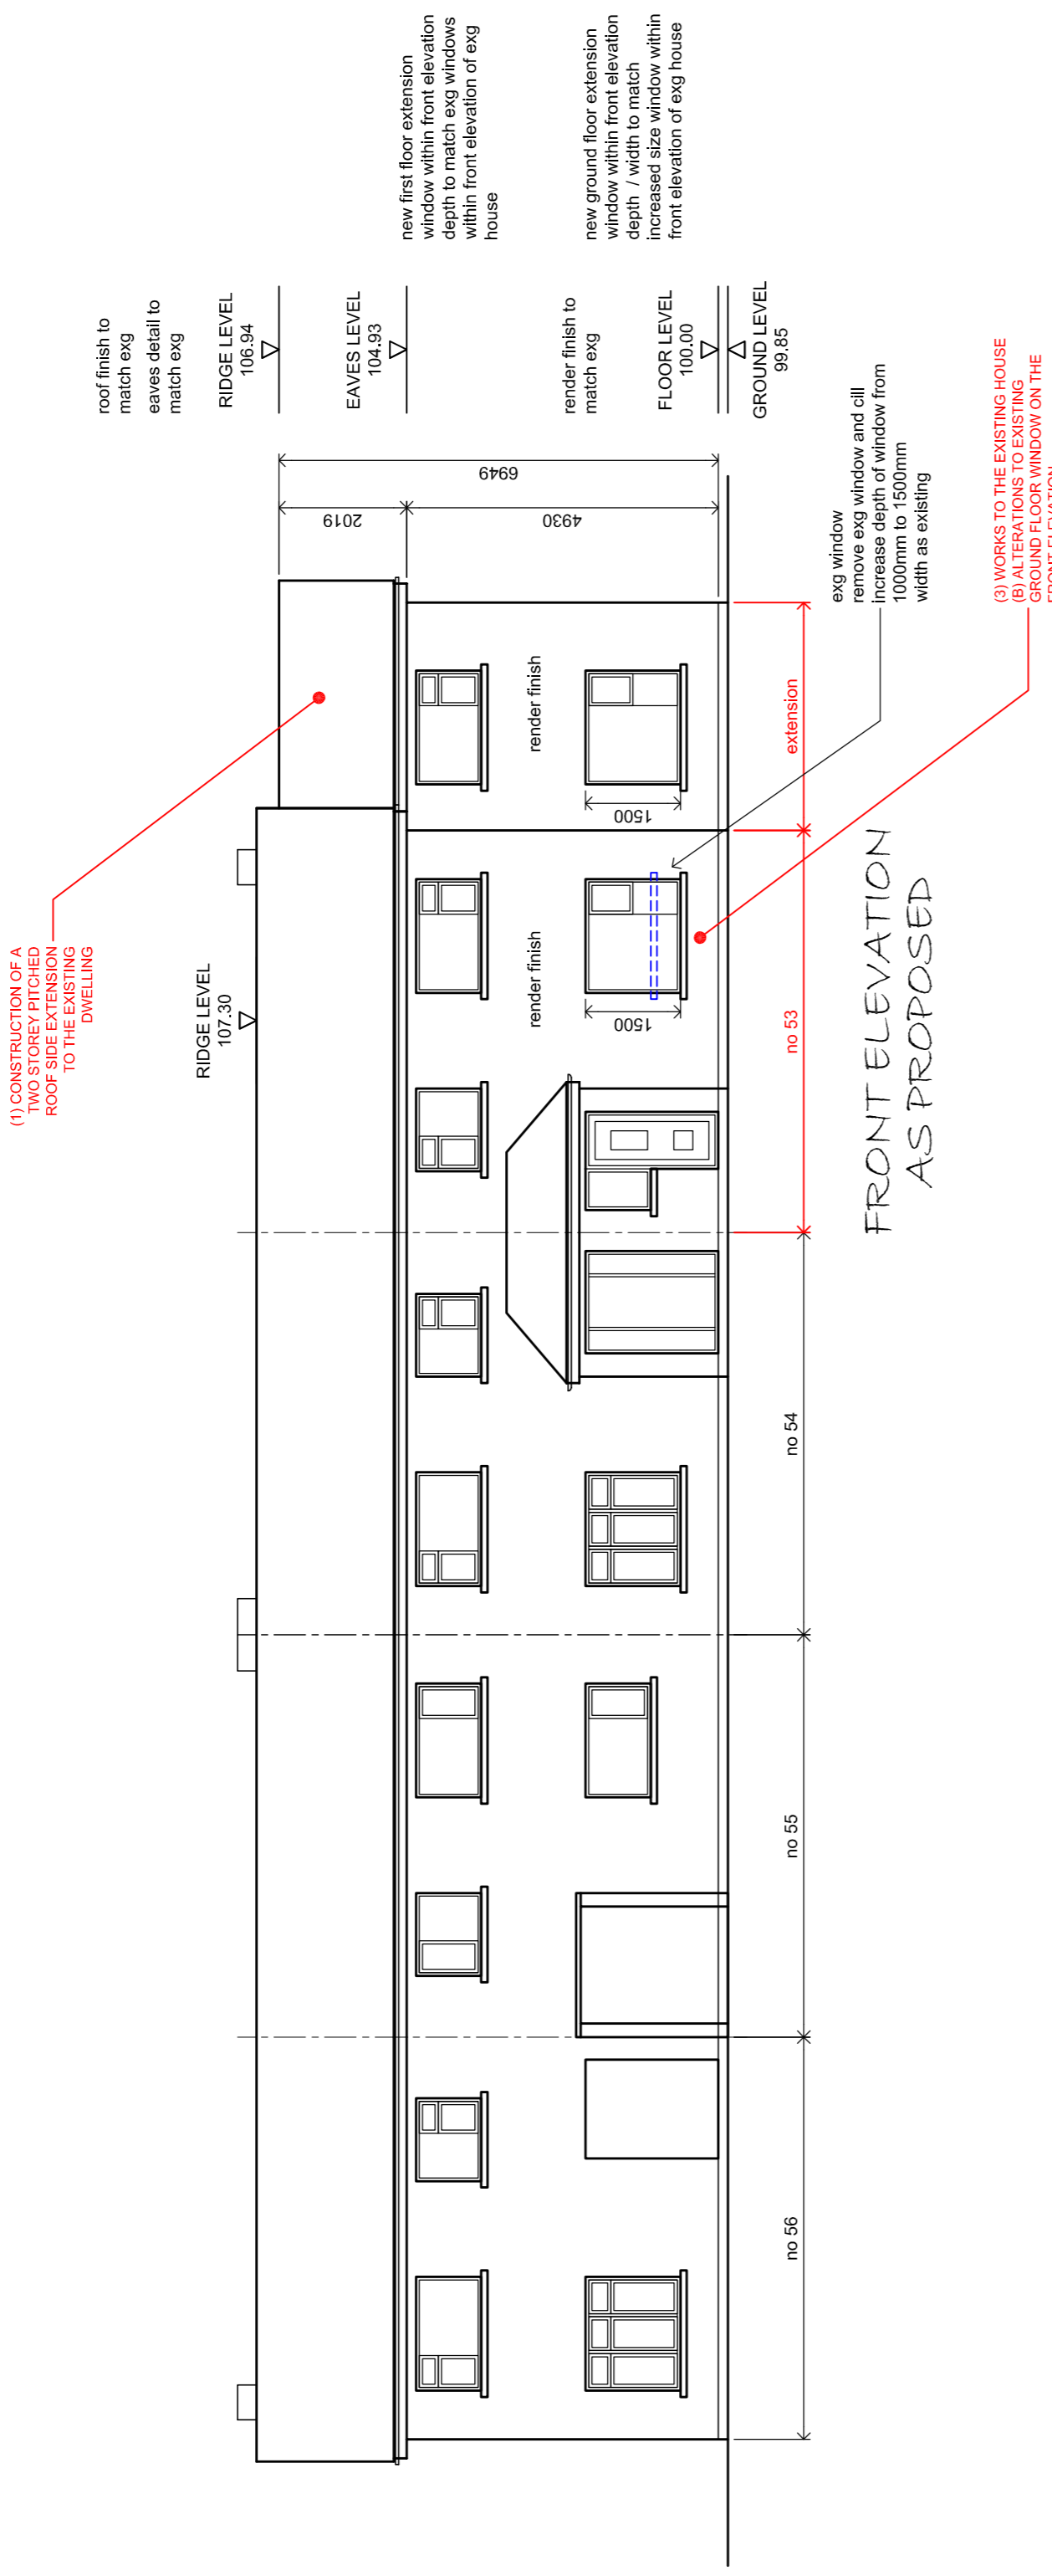 (1) CONSTRUCTION OF A
TWO STOREY PITCHED
ROOF SIDE EXTENSION
TO THE EXISTING
DWELLING
roof finish to
match exg
eaves detail to
match exg
RIDGE LEVEL
107.30
RIDGE LEVEL
106.94
EAVES LEVEL
104.93
new first floor extension
window within front elevation
depth to match exg windows
within front elevation of exg
house
2019
6949
4930
render finish
render finish
render finish to
match exg
new ground floor extension
window within front elevation
depth / width to match
increased size window within
front elevation of exg house
1500
1500
FLOOR LEVEL
100.00
GROUND LEVEL
99.85
no 56
no 55
no 54
no 53
extension
exg window
remove exg window and cill
increase depth of window from
1000mm to 1500mm
width as existing
FRONT ELEVATION
AS PROPOSED
(3) WORKS TO THE EXISTING HOUSE
(B) ALTERATIONS TO EXISTING
GROUND FLOOR WINDOW ON THE
FRONT ELEVATION